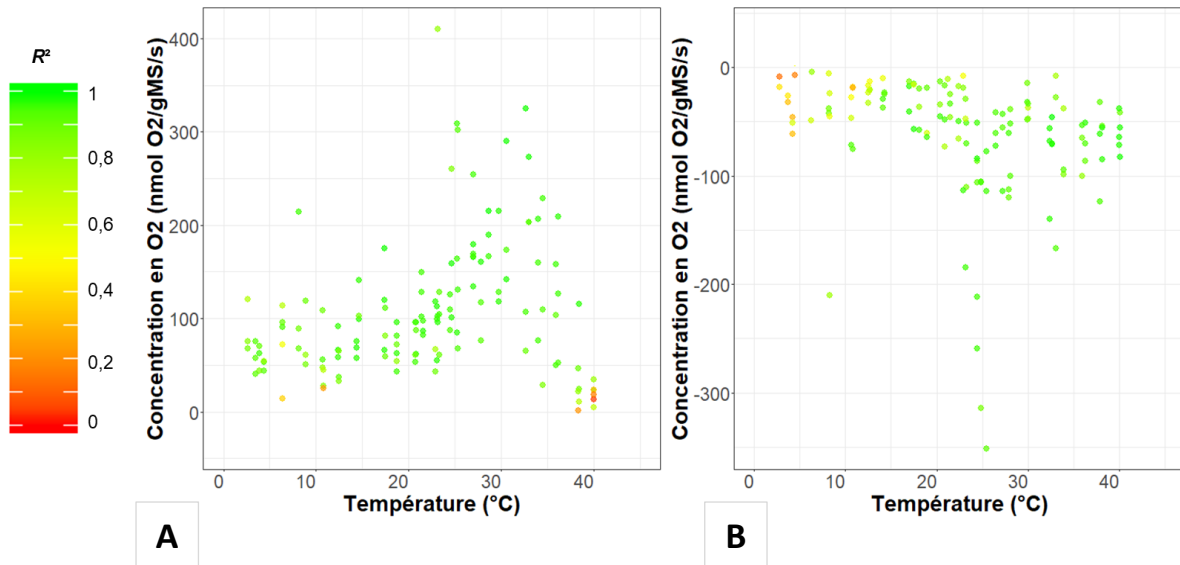 R²
1
0,8
0,6
0,4
0,2
0
Concentration en O2 (nmol O2/gMS/s)
400
300
200
100
0
0 10 20 30 40
Température (°C)
A
Concentration en O2 (nmol O2/gMS/s)
0
-100
-200
-300
0 10 20 30 40
Température (°C)
B